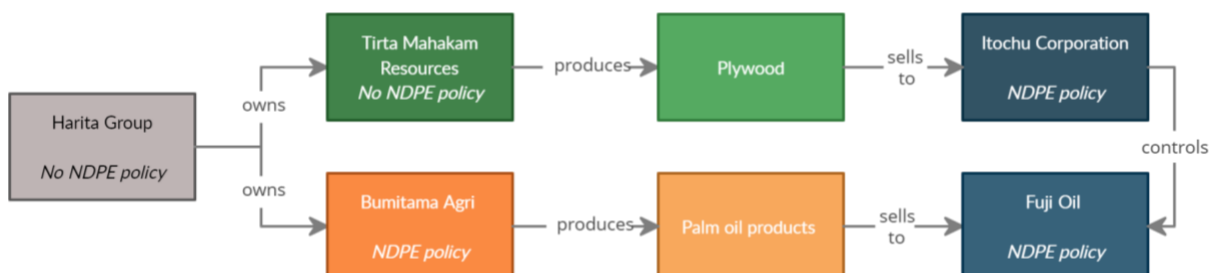 Tirta Mahakam
Resources
No NDPE policy
produces
Plywood
sells
to
Itochu Corporation
NDPE policy
owns
Harita Group
No NDPE policy
controls
owns
Bumitama Agri
NDPE policy
produces
Palm oil products
sells
to
Fuji Oil
NDPE policy